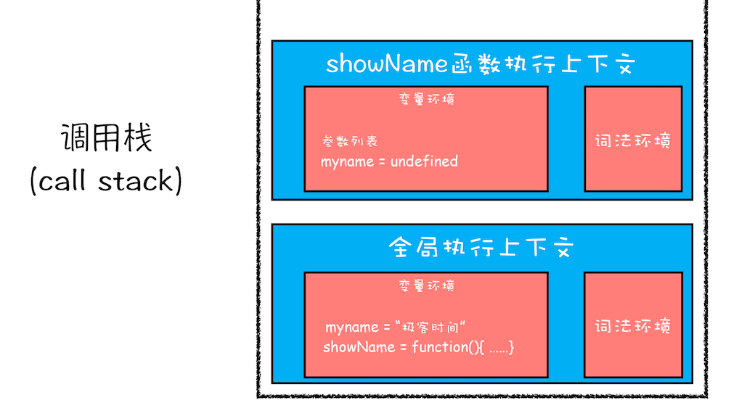 调用栈
(call stack)
showName函数执行上下文
变量环境
参数列表
myname = undefined
词法环境
全局执行上下文
变量环境
myname = “极客时间”
showName = function(){ ……}
词法环境